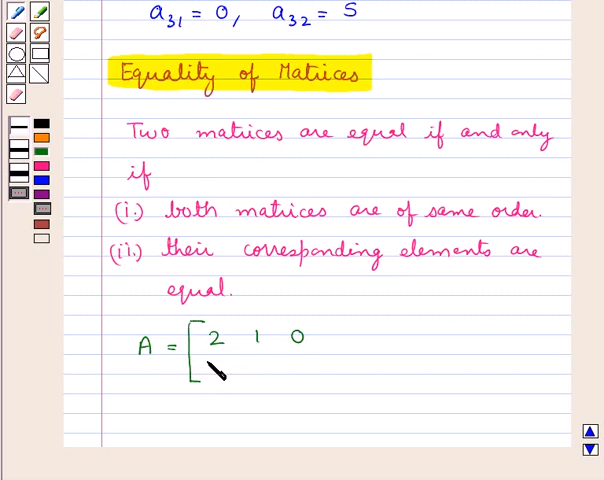 a31 = 0, a32 = 5
Equality of Matrices
Two matrices are equal if and only
if
(i.) both matrices are of same order.
(ii.) their corresponding elements are
equal.
A = [ 2 1 0